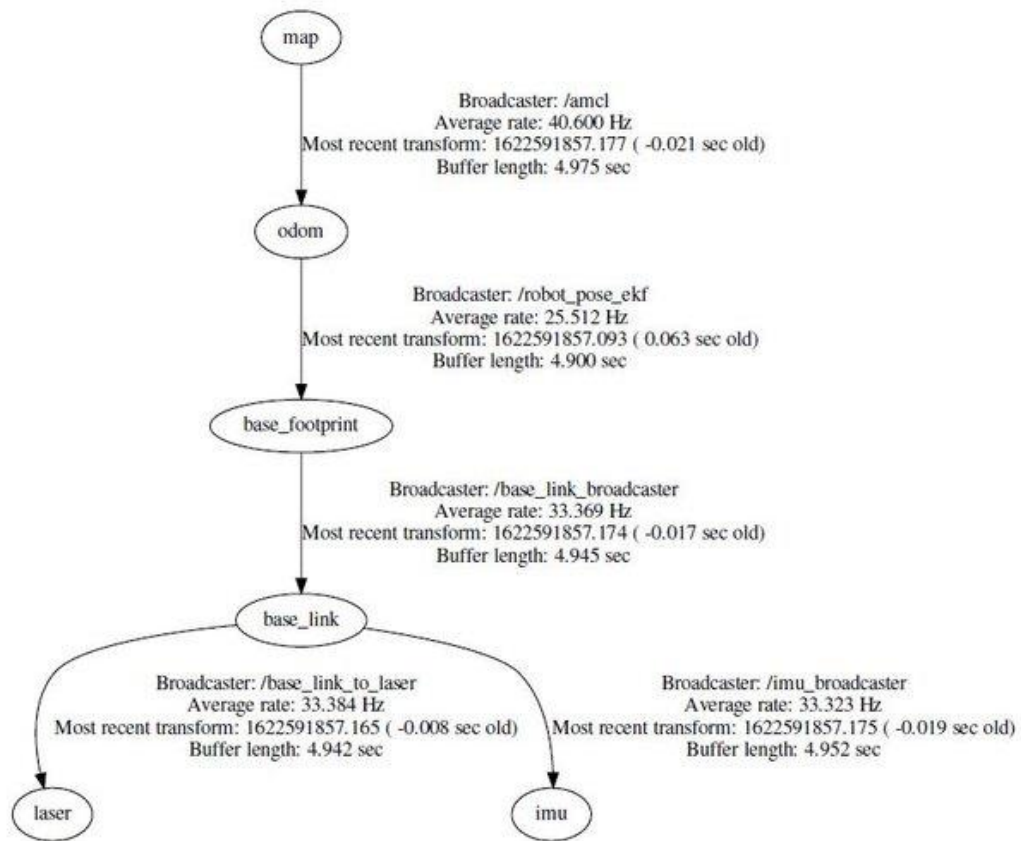 map
Broadcaster: /amcl
Average rate: 40.600 Hz
Most recent transform: 1622591857.177 ( -0.021 sec old)
Buffer length: 4.975 sec
odom
Broadcaster: /robot_pose_ekf
Average rate: 25.512 Hz
Most recent transform: 1622591857.093 ( 0.063 sec old)
Buffer length: 4.900 sec
base_footprint
Broadcaster: /base_link_broadcaster
Average rate: 33.369 Hz
Most recent transform: 1622591857.174 ( -0.017 sec old)
Buffer length: 4.945 sec
base_link
Broadcaster: /base_link_to_laser
Average rate: 33.384 Hz
Most recent transform: 1622591857.165 ( -0.008 sec old)
Buffer length: 4.942 sec
Broadcaster: /imu_broadcaster
Average rate: 33.323 Hz
Most recent transform: 1622591857.175 ( -0.019 sec old)
Buffer length: 4.952 sec
laser
imu